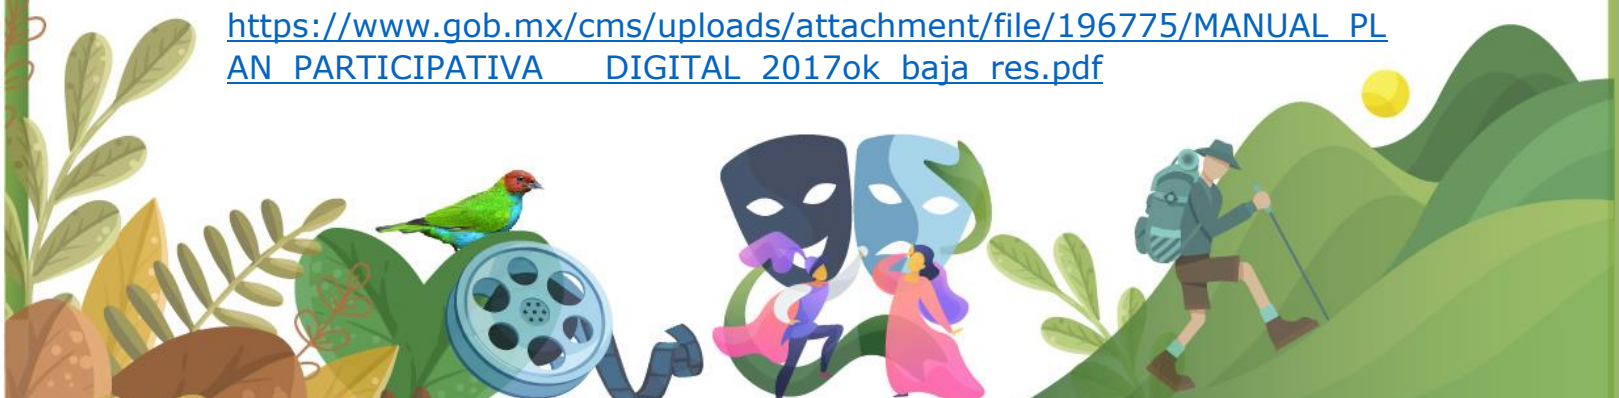 https://www.gob.mx/cms/uploads/attachment/file/196775/MANUAL_PL
AN_PARTICIPATIVA___DIGITAL_2017ok_baja_res.pdf